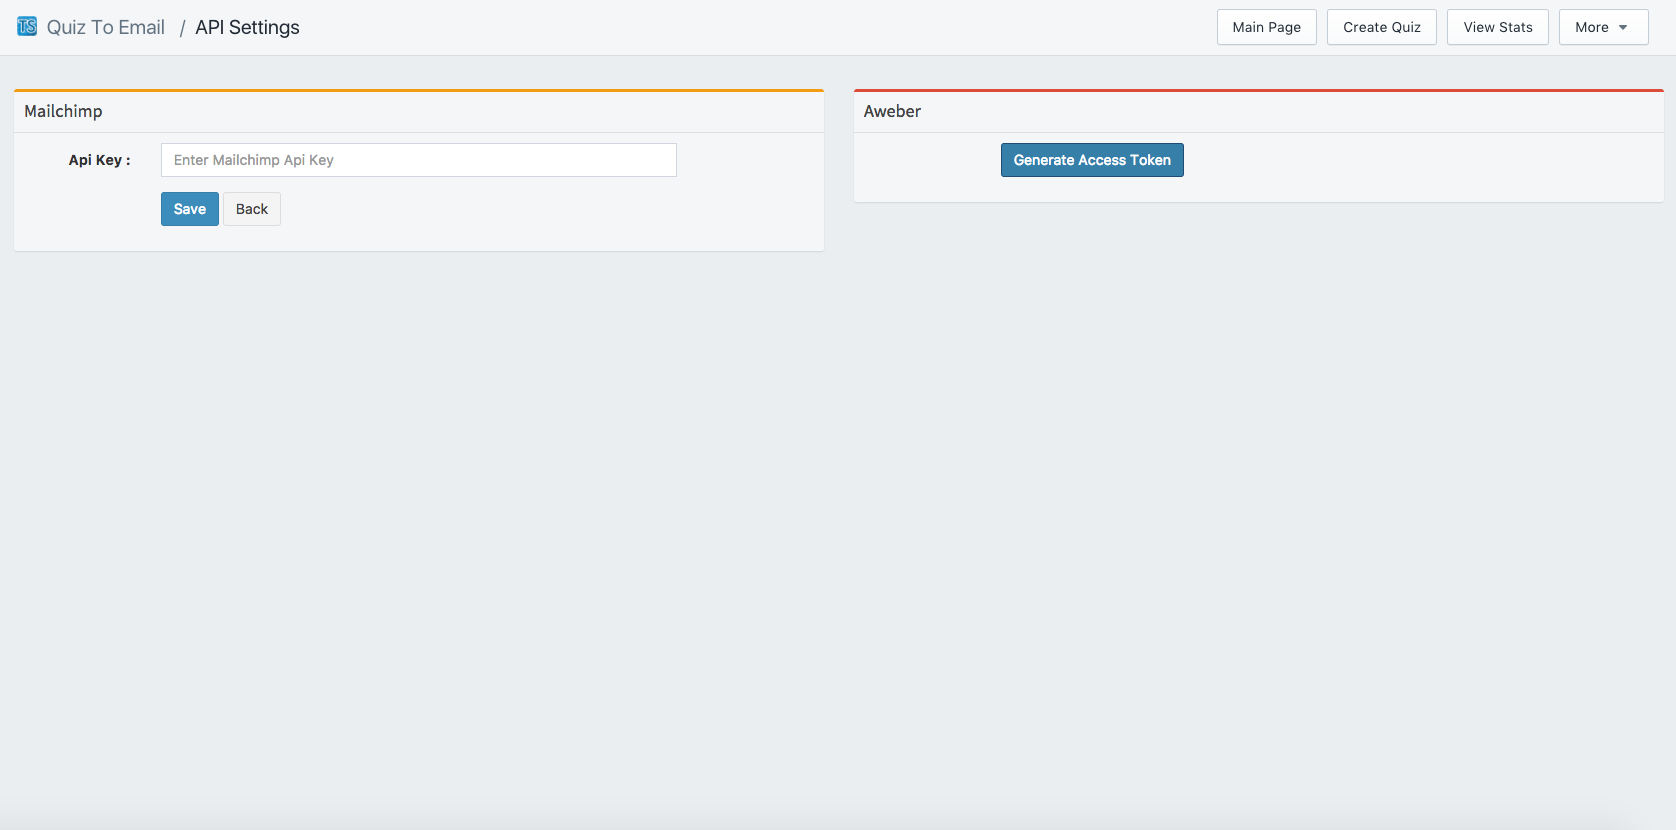 TS Quiz To Email / API Settings
Main Page
Create Quiz
View Stats
More
Mailchimp
Api Key :
Enter Mailchimp Api Key
Save
Back
Aweber
Generate Access Token